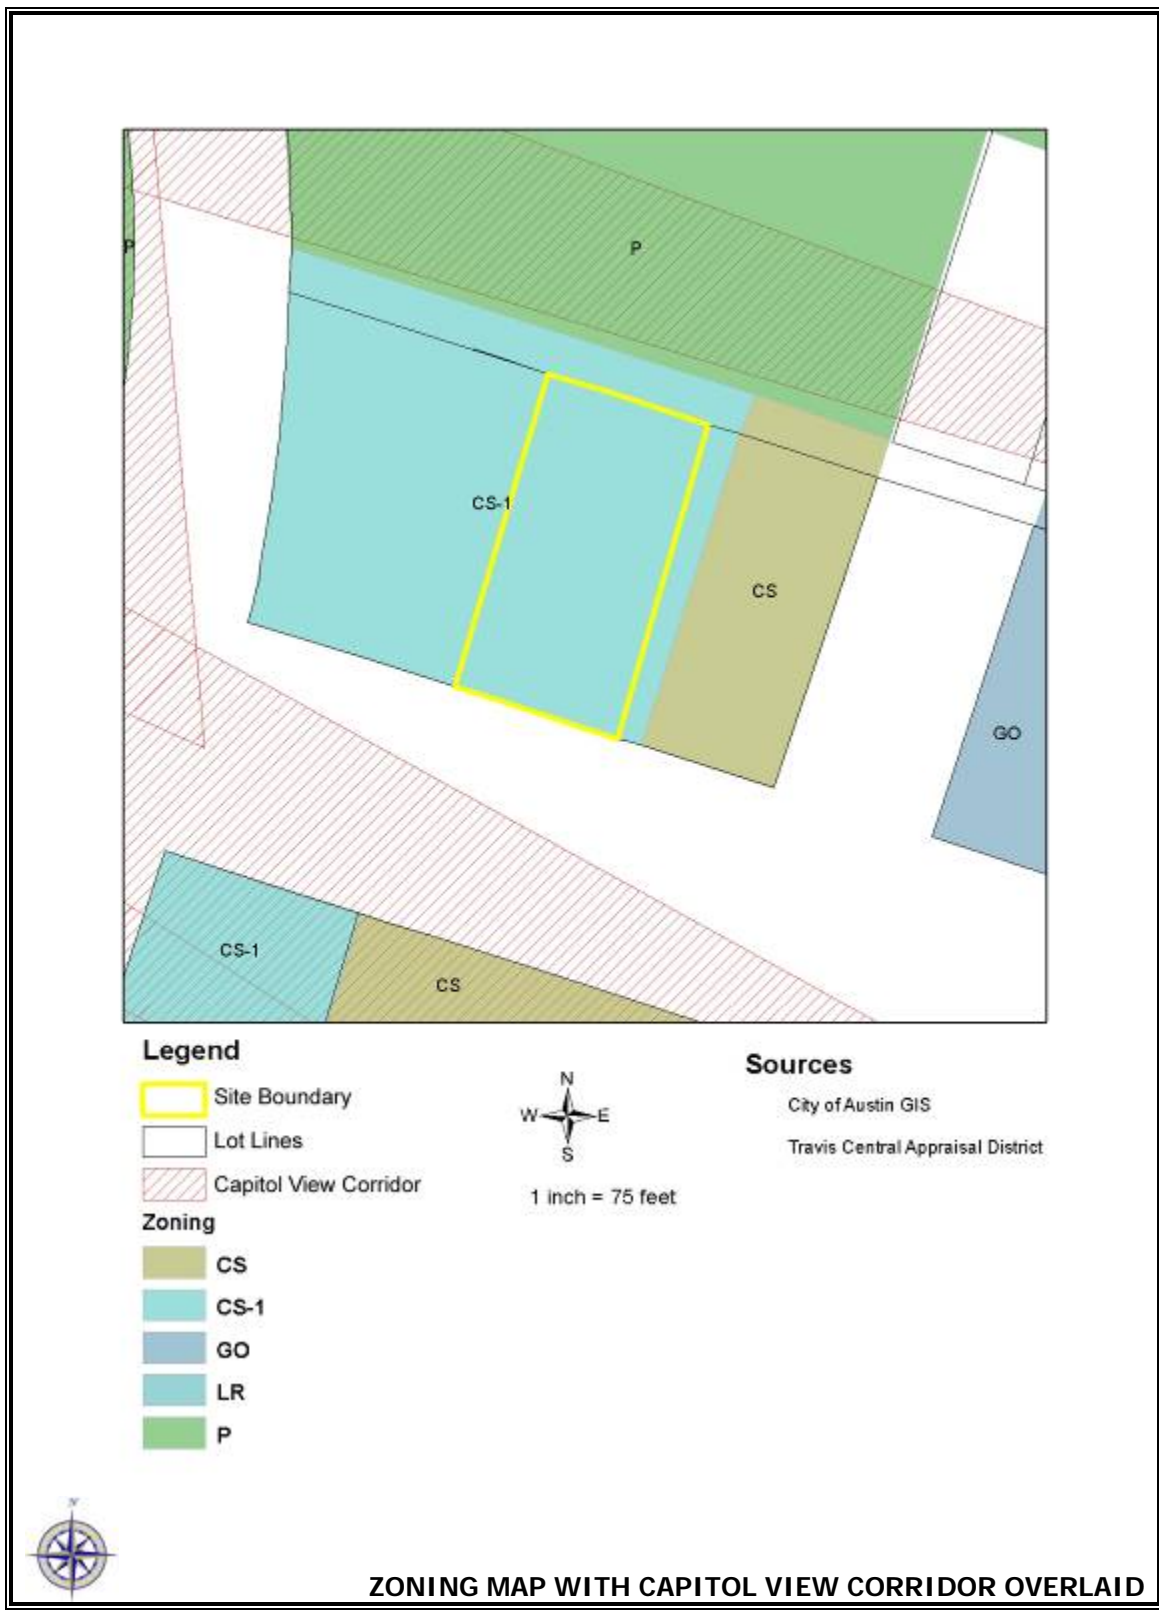 P
P
CS-1
CS
GO
CS-1
CS
Legend
Site Boundary
Lot Lines
Capitol View Corridor
Zoning
CS
CS-1
GO
LR
P
N
W E
S
1 inch = 75 feet
Sources
City of Austin GIS
Travis Central Appraisal District
N
ZONING MAP WITH CAPITOL VIEW CORRIDOR OVERLAID